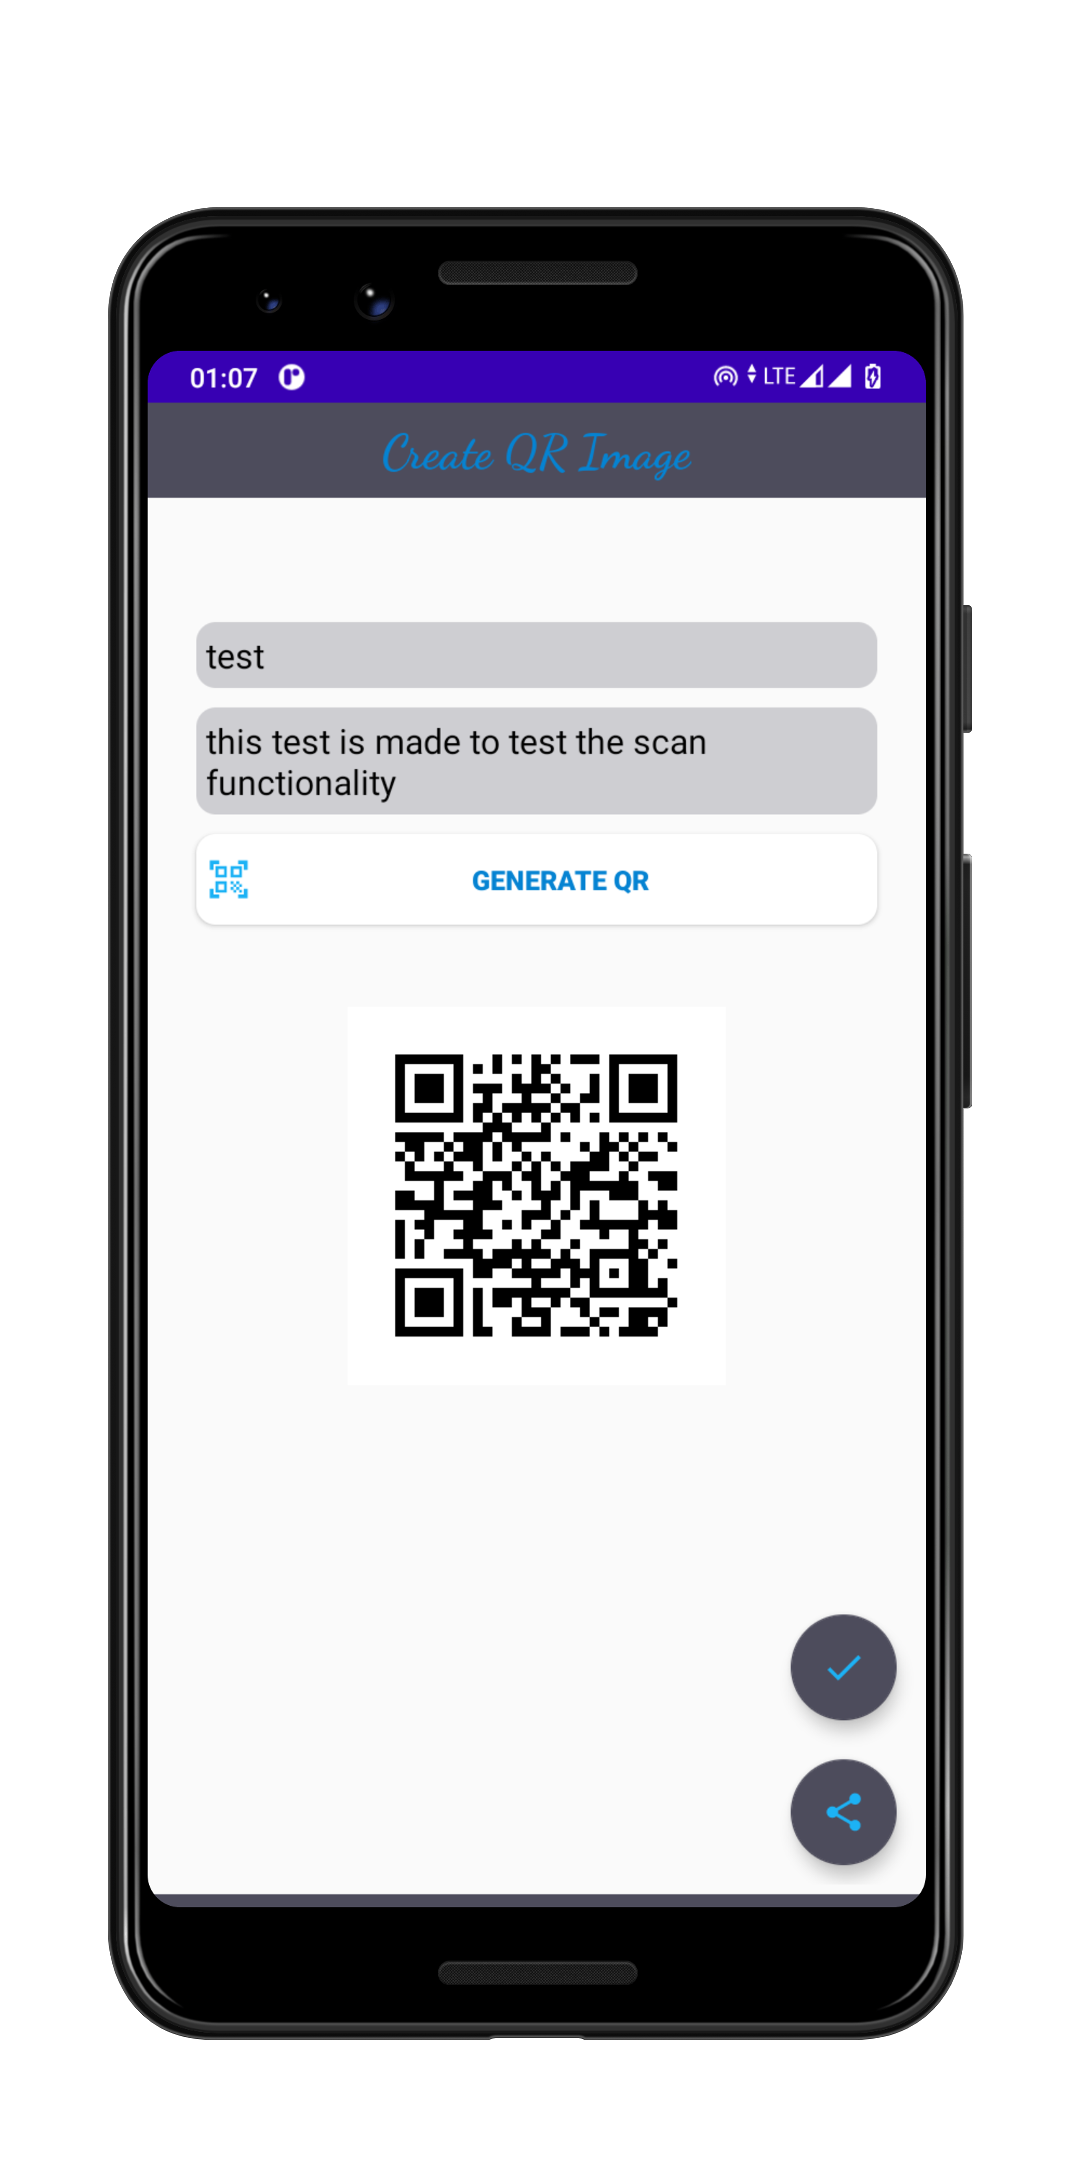 01:07
LTE
Create QR Image
test
this test is made to test the scan
functionality
GENERATE QR